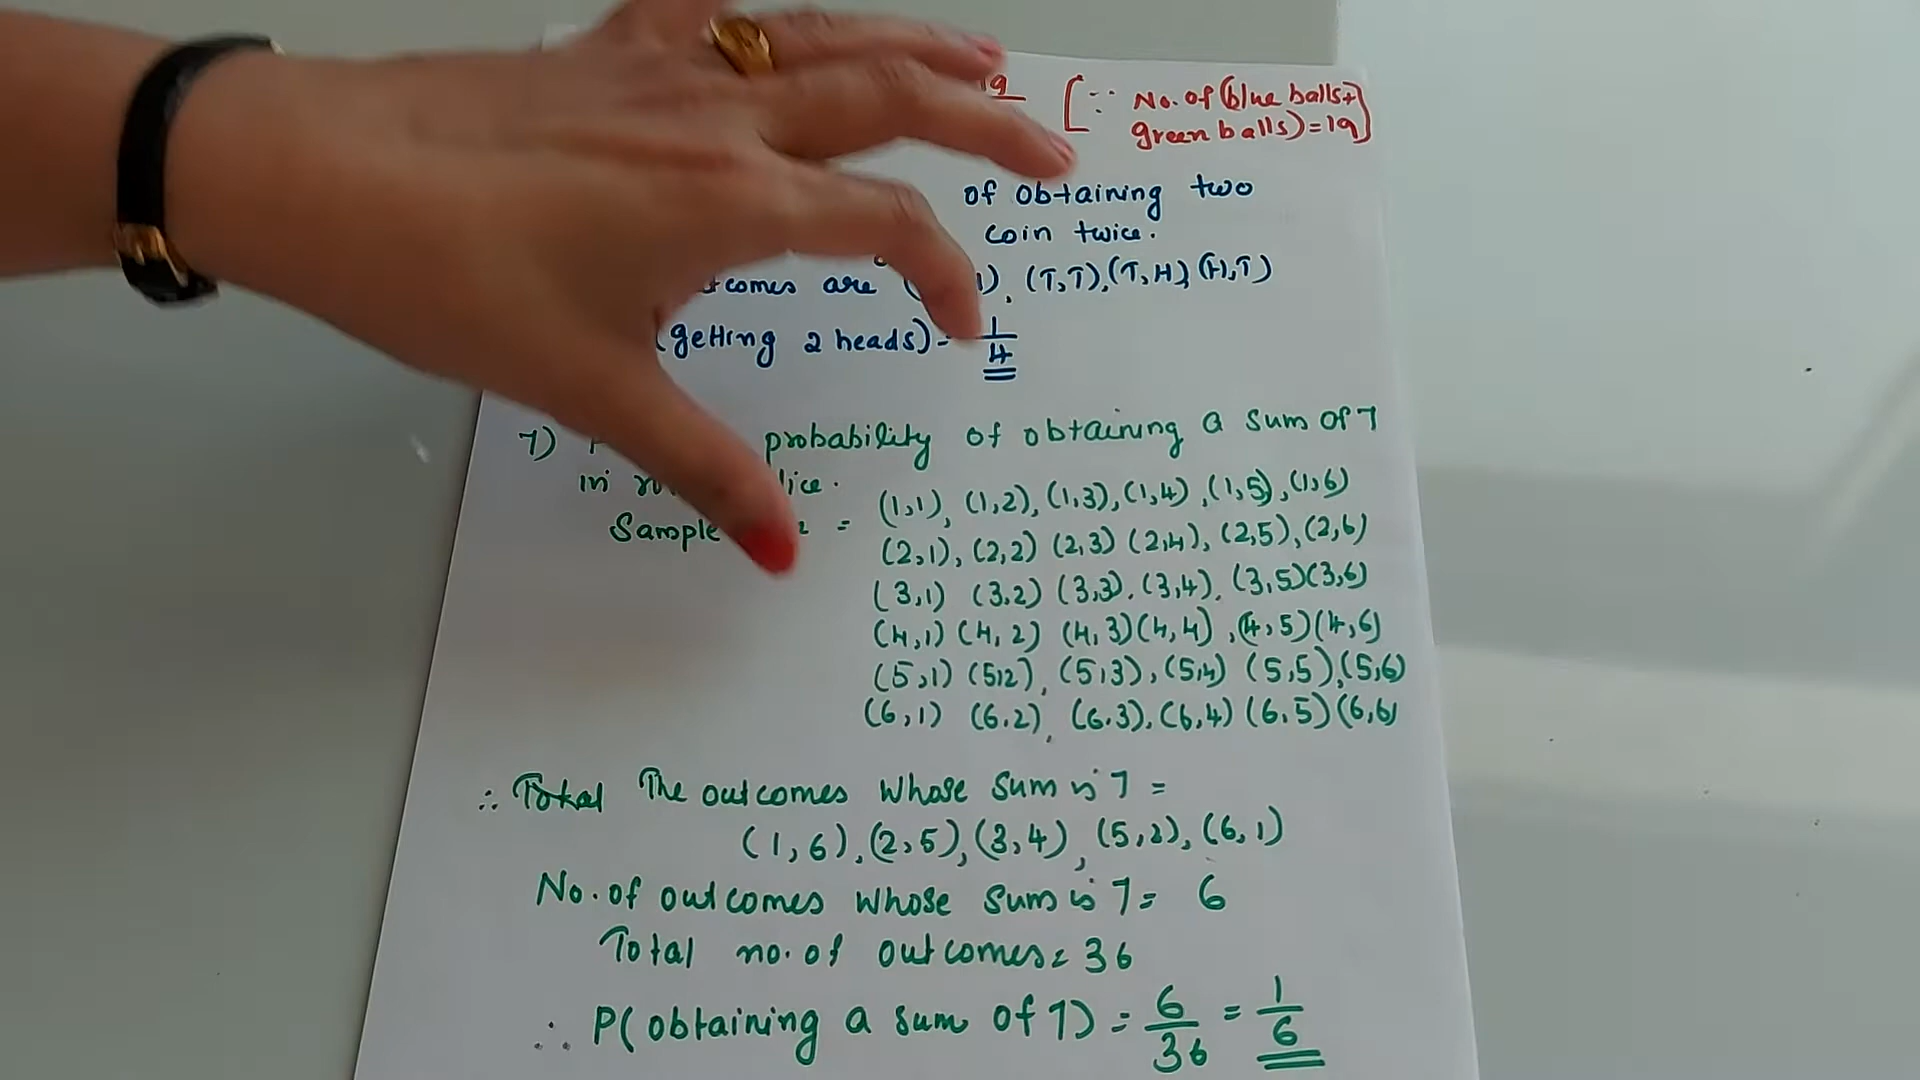 19 [∵ No. of (blue balls+
green balls)=19]
of obtaining two
coin twice.
comes are (T,T), (T,H), (H,T)
(getting 2 heads)= 1/4
7) probability of obtaining a sum of 7
in dice.
Sample = (1,1), (1,2), (1,3), (1,4), (1,5), (1,6)
(2,1), (2,2) (2,3) (2,4), (2,5), (2,6)
(3,1) (3,2) (3,3), (3,4), (3,5)(3,6)
(4,1) (4,2) (4,3)(4,4), (4,5)(4,6)
(5,1) (5,2), (5,3), (5,4) (5,5), (5,6)
(6,1) (6,2), (6,3), (6,4) (6,5)(6,6)
∴ Total The outcomes whose sum is 7 =
(1,6), (2,5), (3,4), (5,2), (6,1)
No. of outcomes whose sum is 7 = 6
Total no. of outcomes = 36
∴ P(obtaining a sum of 7) = 6/36 = 1/6